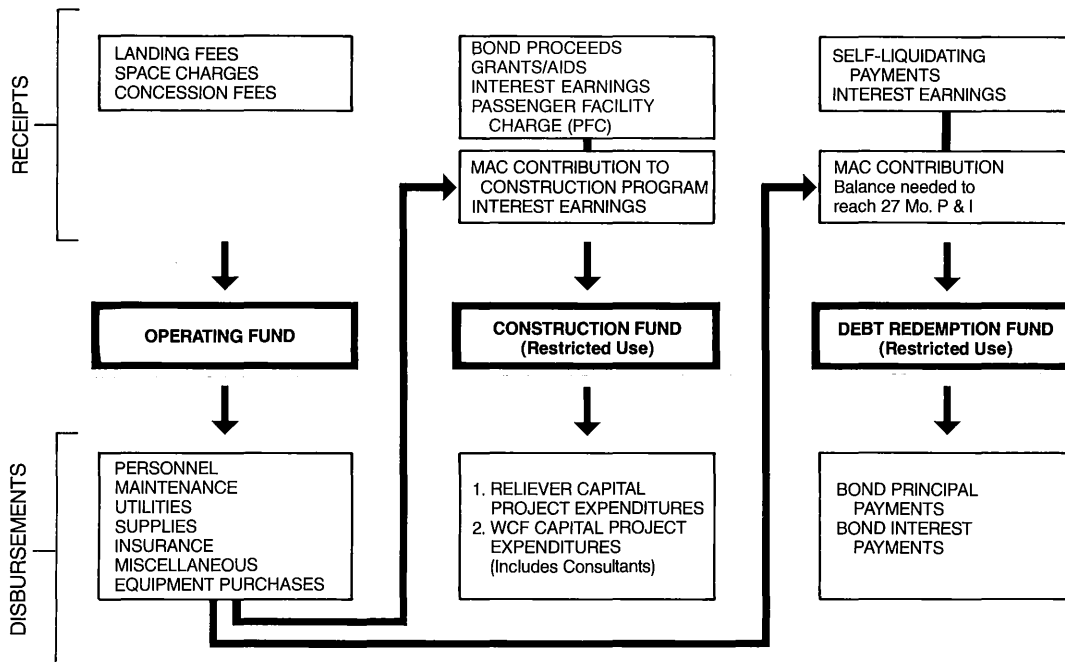 RECEIPTS
LANDING FEES
SPACE CHARGES
CONCESSION FEES
BOND PROCEEDS
GRANTS/AIDS
INTEREST EARNINGS
PASSENGER FACILITY
CHARGE (PFC)
SELF-LIQUIDATING
PAYMENTS
INTEREST EARNINGS
MAC CONTRIBUTION TO
CONSTRUCTION PROGRAM
INTEREST EARNINGS
MAC CONTRIBUTION
Balance needed to
reach 27 Mo. P & I
OPERATING FUND
CONSTRUCTION FUND
(Restricted Use)
DEBT REDEMPTION FUND
(Restricted Use)
DISBURSEMENTS
PERSONNEL
MAINTENANCE
UTILITIES
SUPPLIES
INSURANCE
MISCELLANEOUS
EQUIPMENT PURCHASES
1. RELIEVER CAPITAL
PROJECT EXPENDITURES
2. WCF CAPITAL PROJECT
EXPENDITURES
(Includes Consultants)
BOND PRINCIPAL
PAYMENTS
BOND INTEREST
PAYMENTS